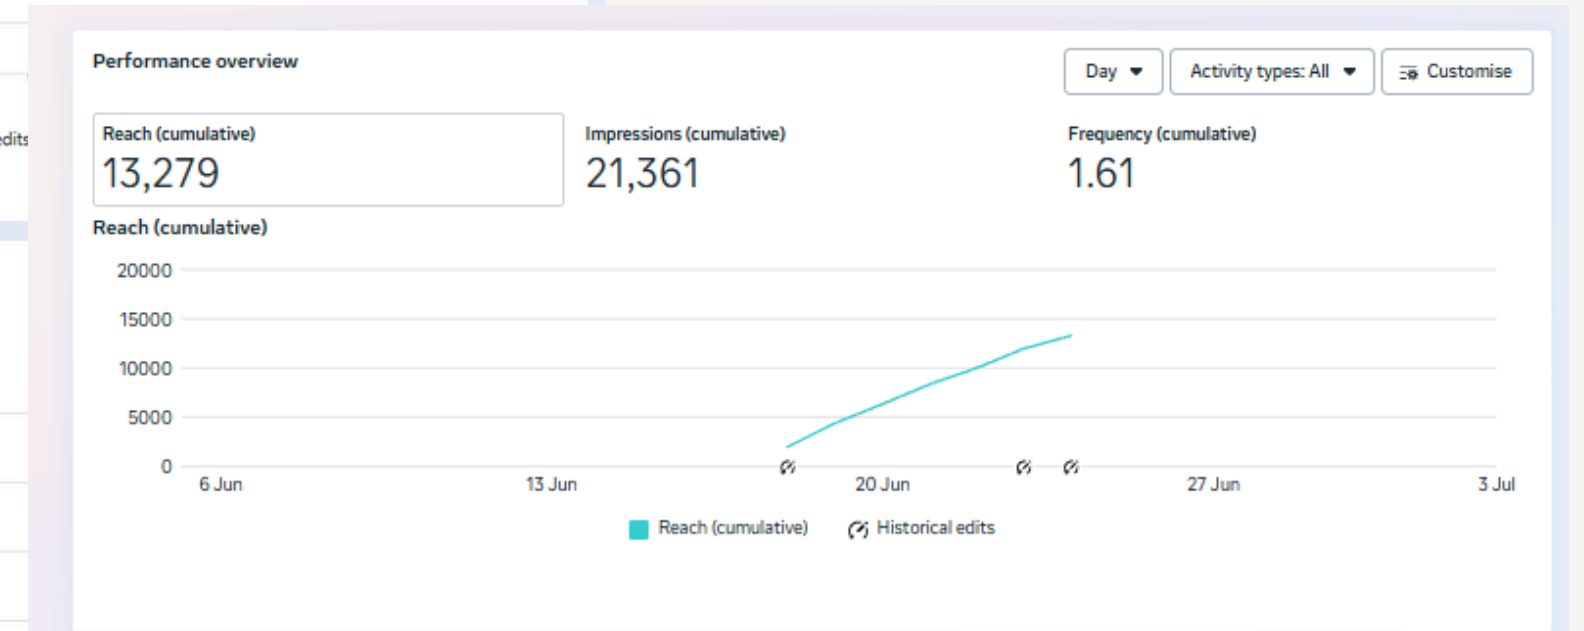 Performance overview
Day
Activity types: All
Customise
edits
Reach (cumulative)
13,279
Impressions (cumulative)
21,361
Frequency (cumulative)
1.61
Reach (cumulative)
20000
15000
10000
5000
0
6 Jun
13 Jun
20 Jun
27 Jun
3 Jul
Reach (cumulative)
Historical edits